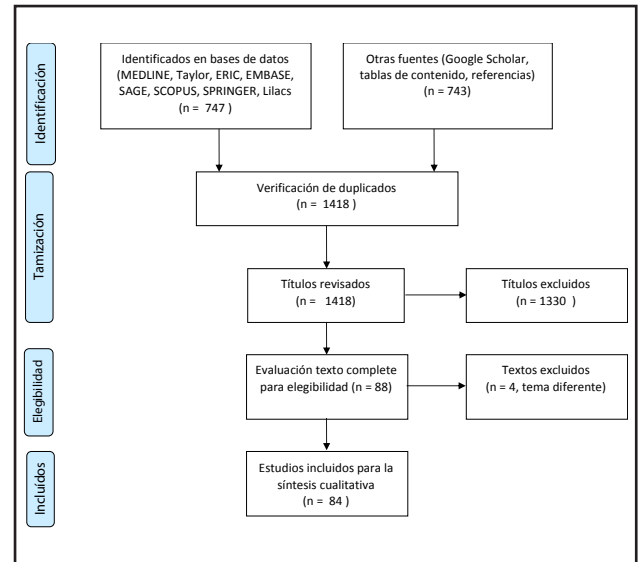 Identificación
Identificados en bases de datos
(MEDLINE, Taylor, ERIC, EMBASE,
SAGE, SCOPUS, SPRINGER, Lilacs
(n = 747 )
Otras fuentes (Google Scholar,
tablas de contenido, referencias)
(n = 743)
Tamización
Verificación de duplicados
(n = 1418 )
Títulos revisados
(n = 1418)
Títulos excluidos
(n = 1330 )
Elegibilidad
Evaluación texto complete
para elegibilidad (n = 88)
Textos excluidos
(n = 4, tema diferente)
Incluídos
Estudios incluidos para la
síntesis cualitativa
(n = 84 )